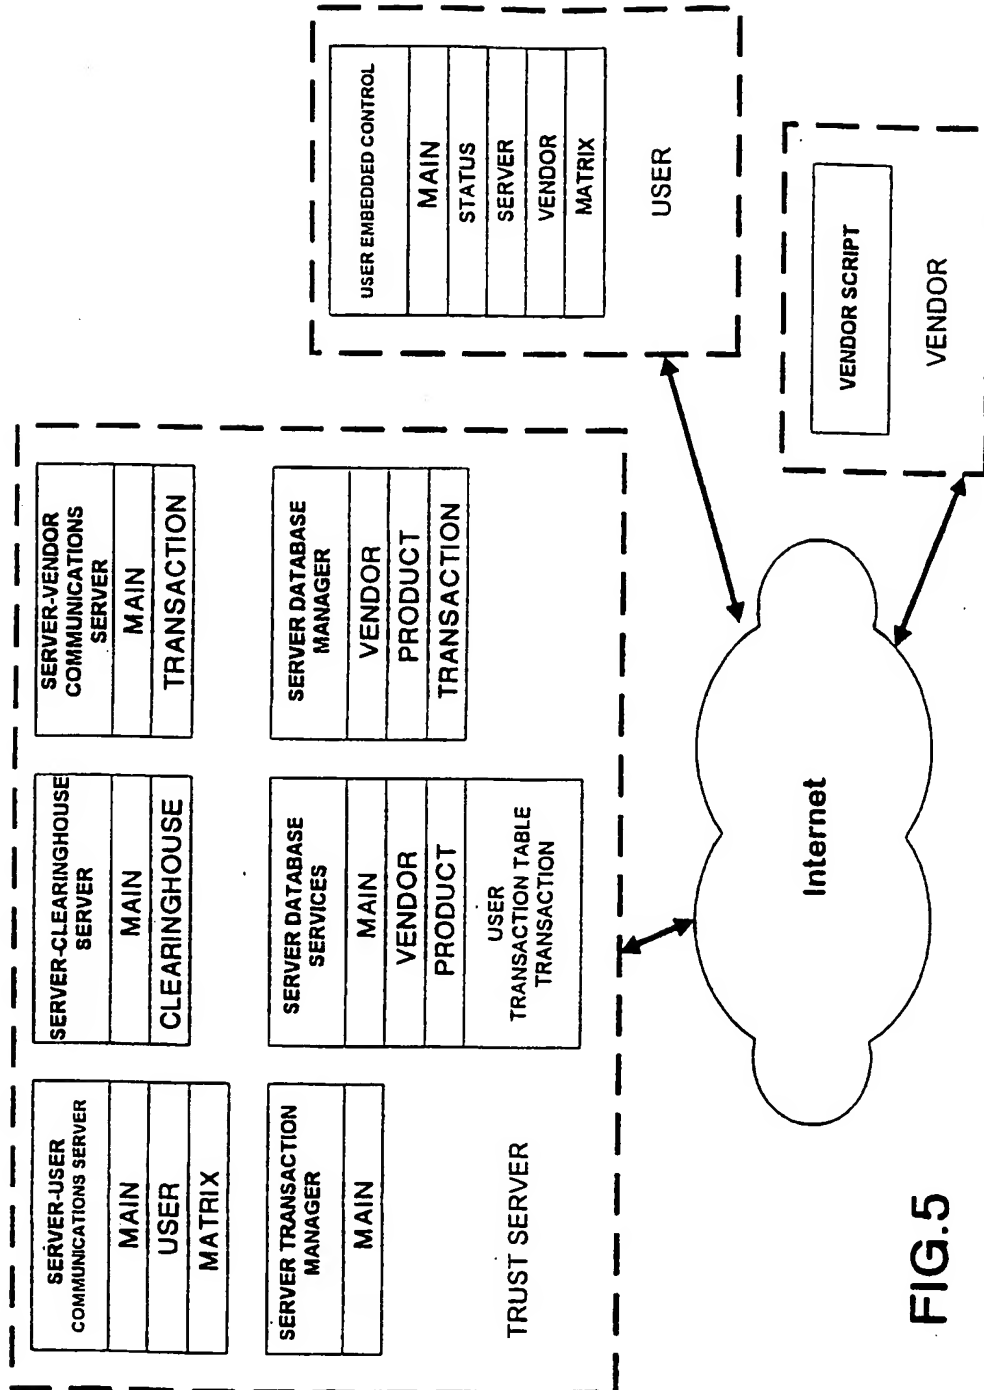 SERVER-USER
COMMUNICATIONS SERVER
MAIN
USER
MATRIX
SERVER-CLEARINGHOUSE
SERVER
MAIN
CLEARINGHOUSE
SERVER-VENDOR
COMMUNICATIONS
SERVER
MAIN
TRANSACTION
SERVER TRANSACTION
MANAGER
MAIN
SERVER DATABASE
SERVICES
MAIN
VENDOR
PRODUCT
USER
TRANSACTION TABLE
TRANSACTION
SERVER DATABASE
MANAGER
VENDOR
PRODUCT
TRANSACTION
TRUST SERVER
USER EMBEDDED CONTROL
MAIN
STATUS
SERVER
VENDOR
MATRIX
USER
Internet
VENDOR SCRIPT
VENDOR
FIG.5